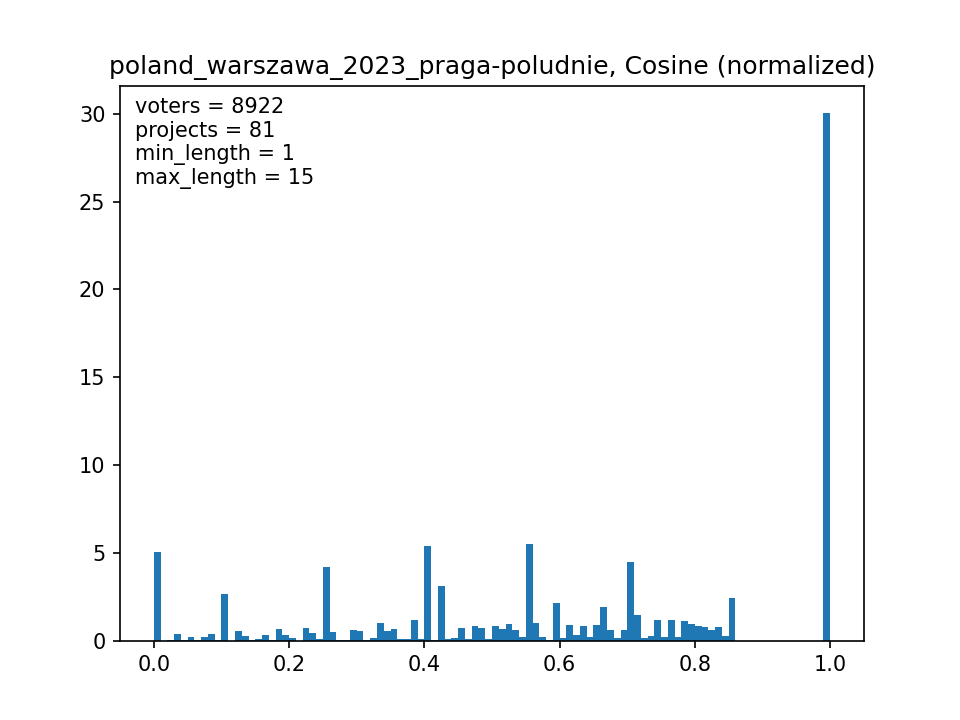 poland_warszawa_2023_praga-poludnie, Cosine (normalized)
voters = 8922
projects = 81
min_length = 1
max_length = 15
30
25
20
15
10
5
0
0.0 0.2 0.4 0.6 0.8 1.0